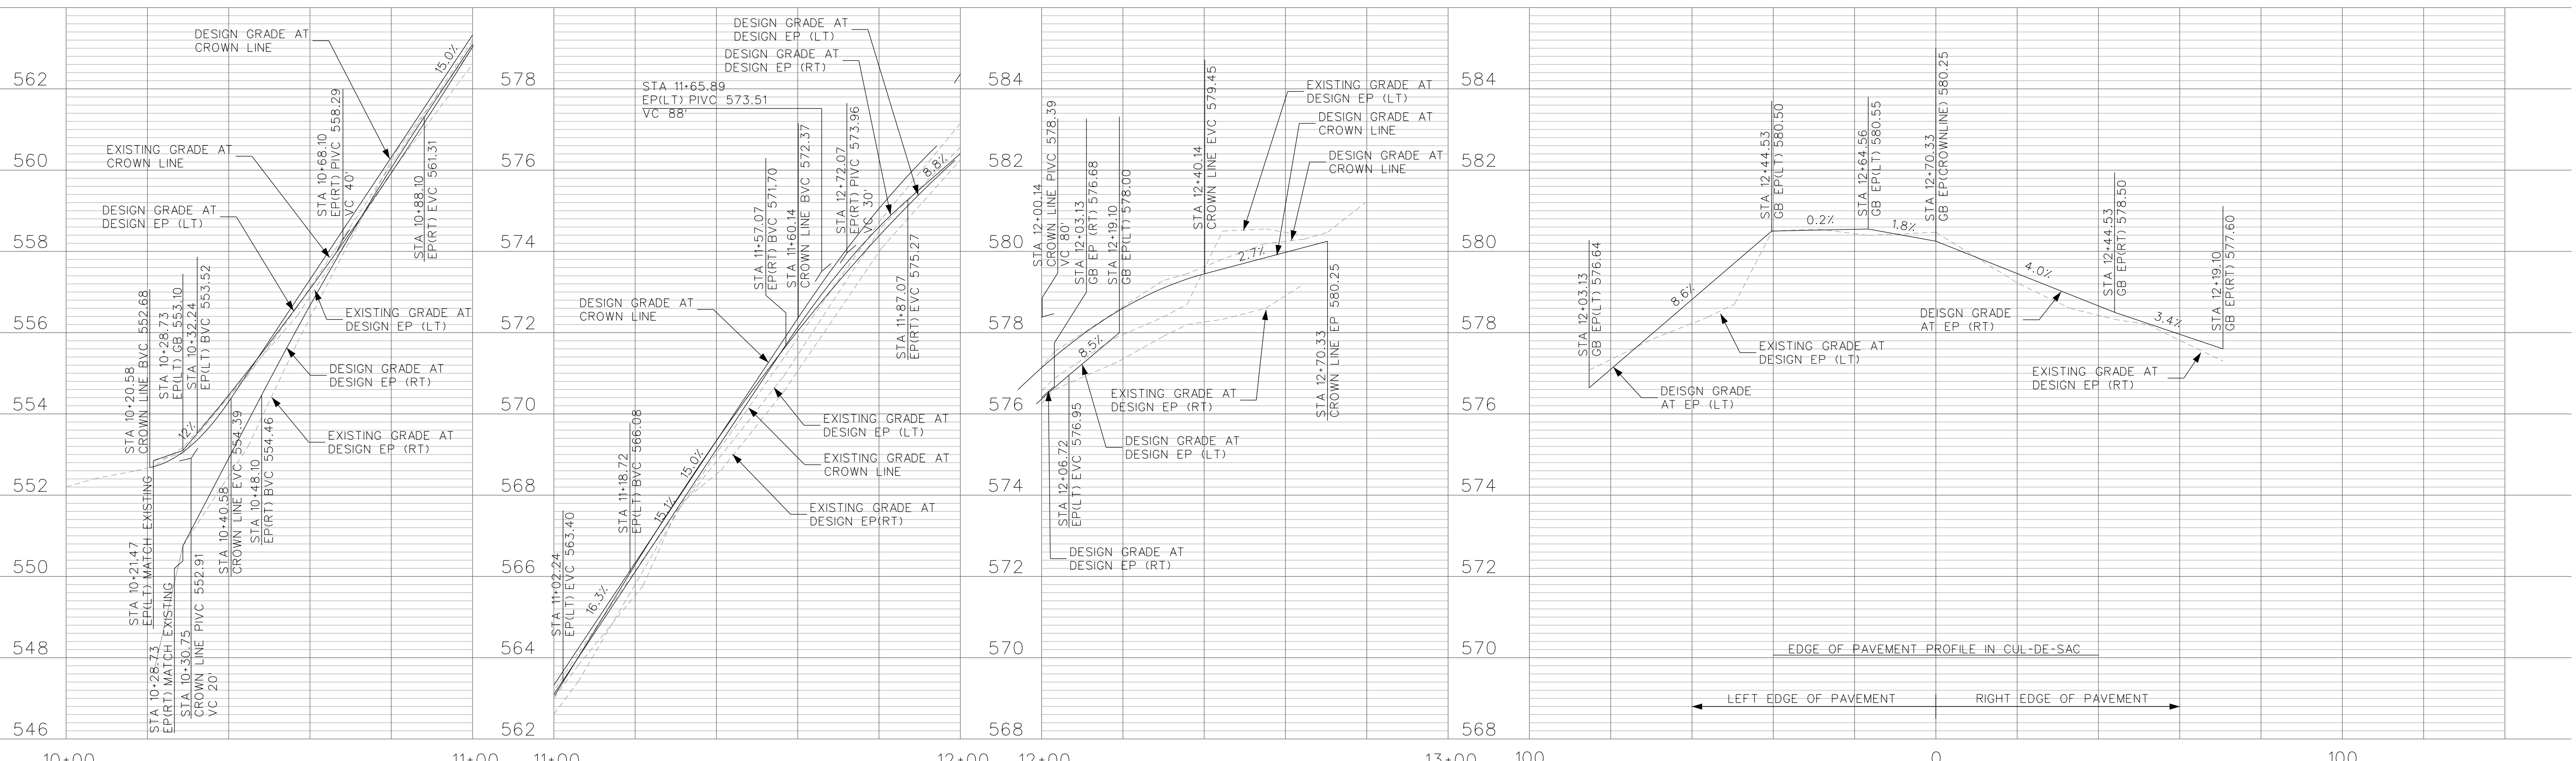 DESIGN GRADE AT
CROWN LINE
EXISTING GRADE AT
CROWN LINE
DESIGN GRADE AT
DESIGN EP (LT)
15.0%
STA 10+68.10
EP(RT) PIVC 558.29
VC 40'
STA 10+88.10
EP(RT) EVC 561.31
STA 10+20.58
CROWN LINE BVC 552.68
STA 10+28.73
EP(LT) GB 553.10
STA 10+32.24
EP(LT) BVC 553.52
12%
EXISTING GRADE AT
DESIGN EP (LT)
DESIGN GRADE AT
DESIGN EP (RT)
EXISTING GRADE AT
DESIGN EP (RT)
STA 10+21.47
EP(LT) MATCH EXISTING
STA 10+28.73
EP(RT) MATCH EXISTING
STA 10+30.75
CROWN LINE PIVC 552.91
VC 20'
STA 10+40.58
CROWN LINE EVC 554.39
STA 10+48.10
EP(RT) BVC 554.46
562
560
558
556
554
552
550
548
546
10+00
11+00
578
576
574
572
570
568
566
564
562
DESIGN GRADE AT
DESIGN EP (LT)
DESIGN GRADE AT
DESIGN EP (RT)
STA 11+65.89
EP(LT) PIVC 573.51
VC 88'
STA 11+57.07
EP(RT) BVC 571.70
STA 11+60.14
CROWN LINE BVC 572.37
STA 12+72.07
EP(RT) PIVC 573.96
VC 30'
8.8%
STA 11+87.07
EP(RT) EVC 575.27
DESIGN GRADE AT
CROWN LINE
STA 11+02.24
EP(LT) EVC 563.40
STA 11+18.72
EP(LT) BVC 566.08
16.3%
15.1%
15.0%
EXISTING GRADE AT
DESIGN EP (LT)
EXISTING GRADE AT
CROWN LINE
EXISTING GRADE AT
DESIGN EP(RT)
11+00
12+00
584
582
580
578
576
574
572
570
568
STA 12+00.14
CROWN LINE PIVC 578.39
VC 80'
STA 12+03.13
GB EP (RT) 576.68
STA 12+19.10
GB EP(LT) 578.00
STA 12+40.14
CROWN LINE EVC 579.45
EXISTING GRADE AT
DESIGN EP (LT)
DESIGN GRADE AT
CROWN LINE
DESIGN GRADE AT
CROWN LINE
2.7%
8.5%
STA 12+70.33
CROWN LINE EP 580.25
EXISTING GRADE AT
DESIGN EP (RT)
DESIGN GRADE AT
DESIGN EP (LT)
STA 12+06.72
EP(LT) EVC 576.95
DESIGN GRADE AT
DESIGN EP (RT)
12+00
13+00
584
582
580
578
576
574
572
570
568
STA 12+03.13
GB EP(LT) 576.64
STA 12+44.53
GB EP(LT) 580.50
STA 12+64.56
GB EP(LT) 580.55
STA 12+70.33
GB EP(CROWNLINE) 580.25
STA 12+44.53
GB EP(RT) 578.50
STA 12+19.10
GB EP(RT) 577.60
8.6%
0.2%
1.8%
4.0%
3.4%
DEISGN GRADE
AT EP (RT)
EXISTING GRADE AT
DESIGN EP (LT)
EXISTING GRADE AT
DESIGN EP (RT)
DEISGN GRADE
AT EP (LT)
EDGE OF PAVEMENT PROFILE IN CUL-DE-SAC
LEFT EDGE OF PAVEMENT
RIGHT EDGE OF PAVEMENT
100
0
100